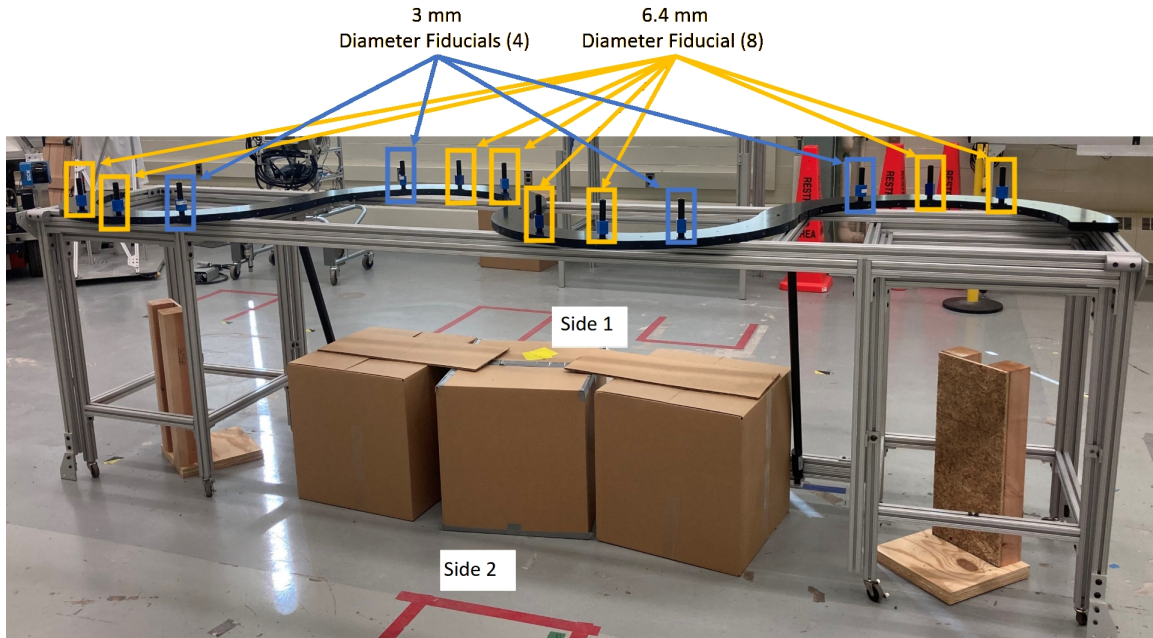 3 mm
Diameter Fiducials (4)
6.4 mm
Diameter Fiducial (8)
Side 1
Side 2